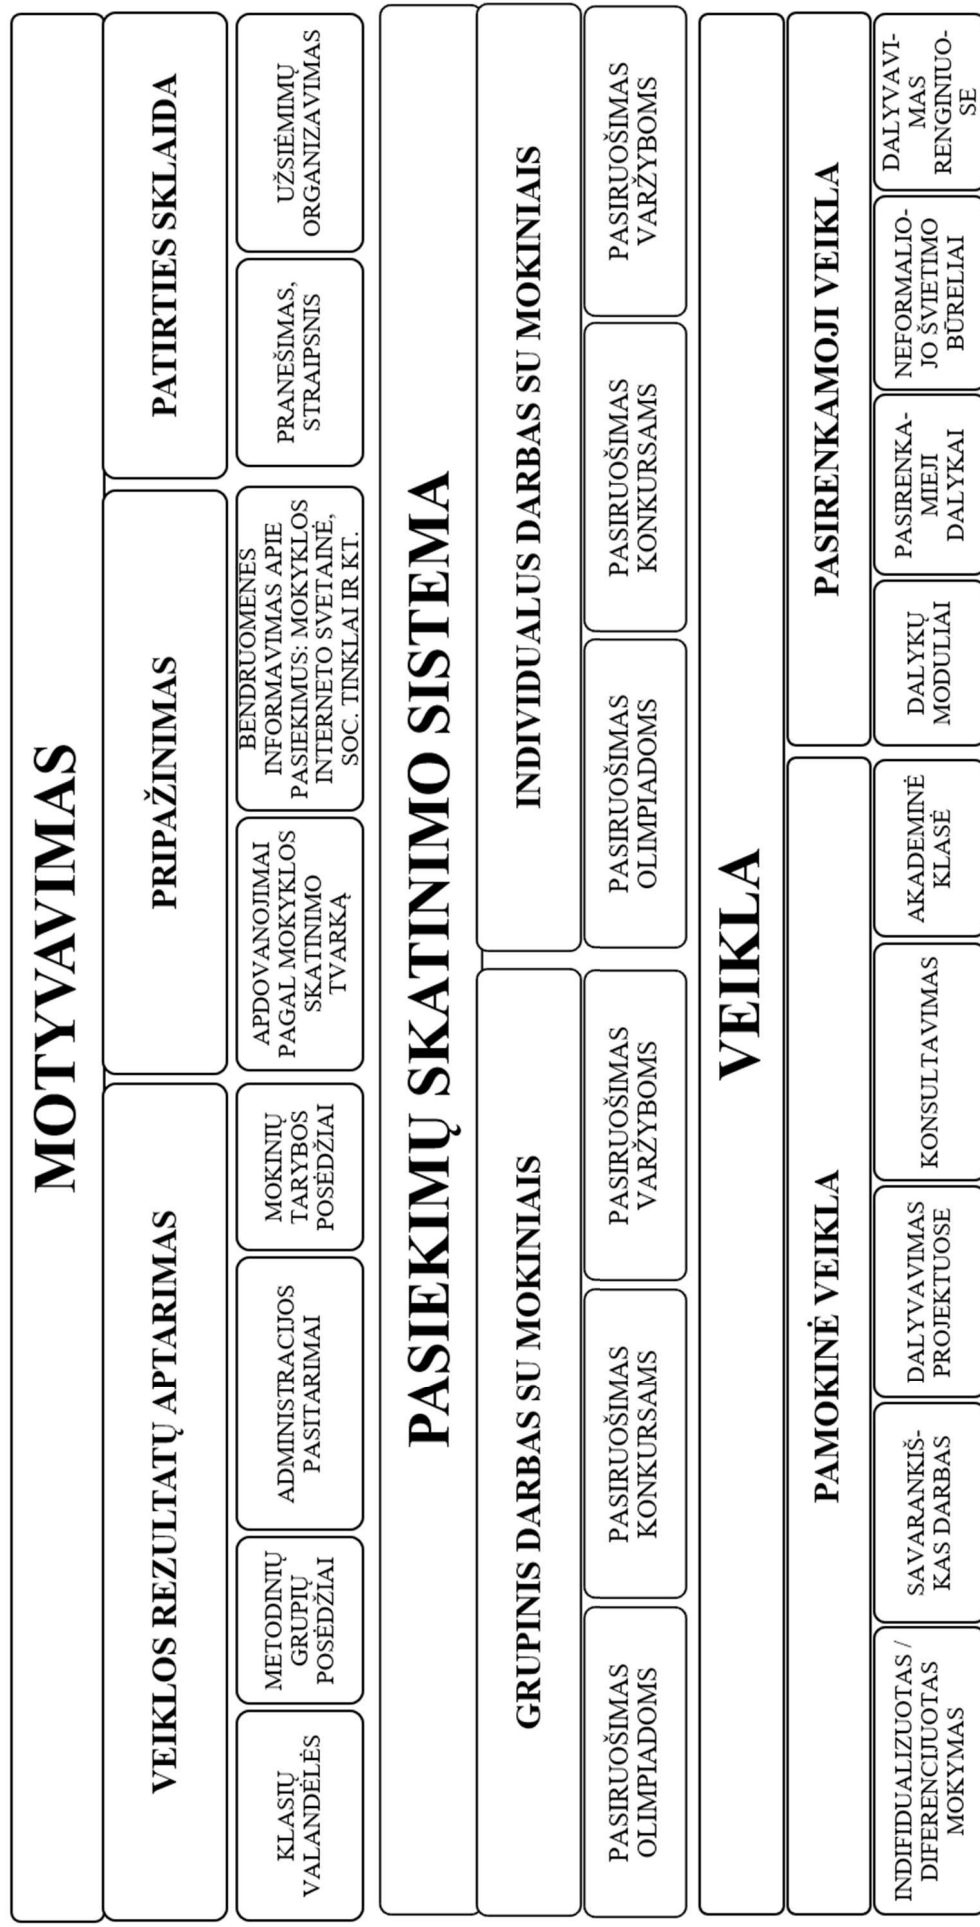 MOTYVAVIMAS
VEIKLOS REZULTATŲ APTARIMAS
PRIPAŽINIMAS
PATIRTIES SKLAIDA
KLASIŲ
VALANDĖLĖS
METODINIŲ
GRUPIŲ
POSĖDŽIAI
ADMINISTRACIJOS
PASITARIMAI
MOKINIŲ
TARYBOS
POSĖDŽIAI
APDOVANOJIMAI
PAGAL MOKYKLOS
SKATINIMO
TVARKĄ
BENDRUOMENĖS
INFORMAVIMAS APIE
PASIEKIMUS: MOKYKLOS
INTERNETO SVETAINĖ,
SOC. TINKLAI IR KT.
PRANEŠIMAS,
STRAIPSNIS
UŽSIĖMIMŲ
ORGANIZAVIMAS
PASIEKIMŲ SKATINIMO SISTEMA
GRUPINIS DARBAS SU MOKINIAIS
INDIVIDUALUS DARBAS SU MOKINIAIS
PASIRUOŠIMAS
OLIMPIADOMS
PASIRUOŠIMAS
KONKURSAMS
PASIRUOŠIMAS
VARŽYBOMS
PASIRUOŠIMAS
OLIMPIADOMS
PASIRUOŠIMAS
KONKURSAMS
PASIRUOŠIMAS
VARŽYBOMS
VEIKLA
PAMOKINĖ VEIKLA
PASIRENKAMOJI VEIKLA
INDIFIDUALIZUOTAS /
DIFERENCIJUOTAS
MOKYMAS
SAVARANKIŠ-
KAS DARBAS
DALYVAVIMAS
PROJEKTUOSE
KONSULTAVIMAS
AKADEMINĖ
KLASĖ
DALYKŲ
MODULIAI
PASIRENKA-
MIEJI
DALYKAI
NEFORMALIO-
JO ŠVIETIMO
BŪRELIAI
DALYVAVI-
MAS
RENGINIUO-
SE